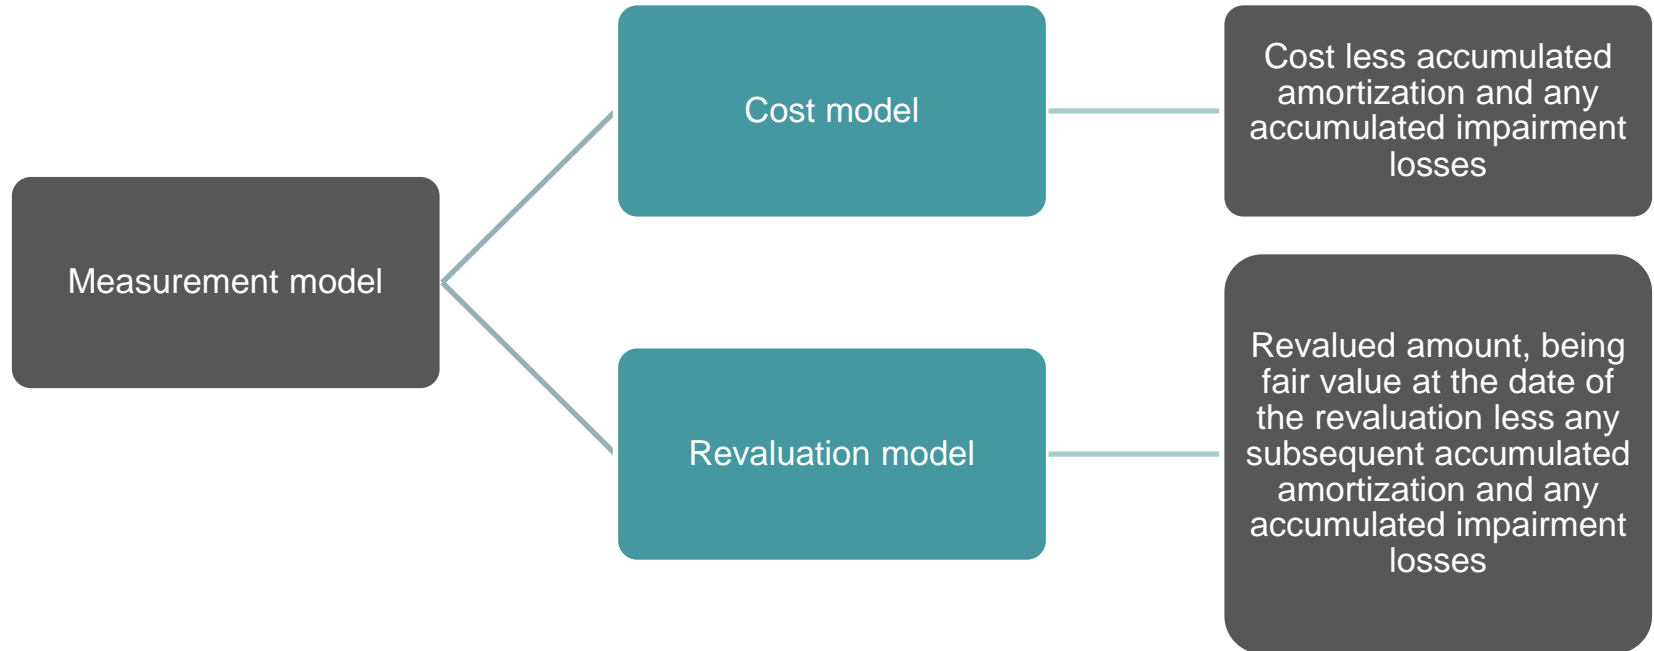 Measurement model
Cost model
Cost less accumulated
amortization and any
accumulated impairment
losses
Revaluation model
Revalued amount, being
fair value at the date of
the revaluation less any
subsequent accumulated
amortization and any
accumulated impairment
losses